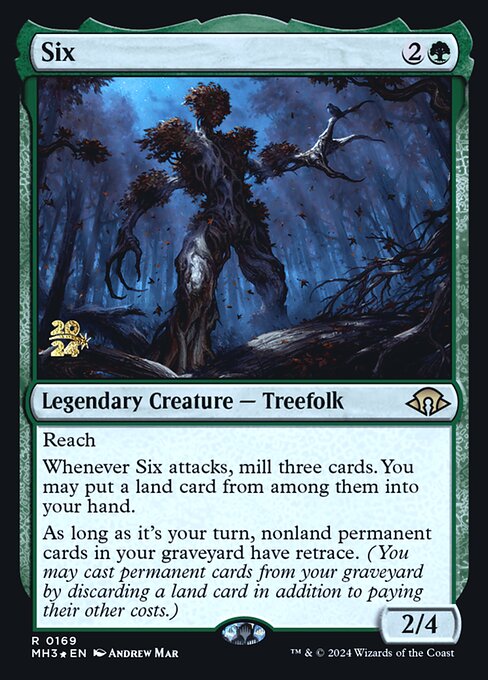 Six 2
20
24
Legendary Creature — Treefolk
Reach
Whenever Six attacks, mill three cards. You
may put a land card from among them into
your hand.
As long as it's your turn, nonland permanent
cards in your graveyard have retrace. (You
may cast permanent cards from your graveyard
by discarding a land card in addition to paying
their other costs.)
2/4
R 0169
MH3★EN ANDREW MAR
™ & © 2024 Wizards of the Coast